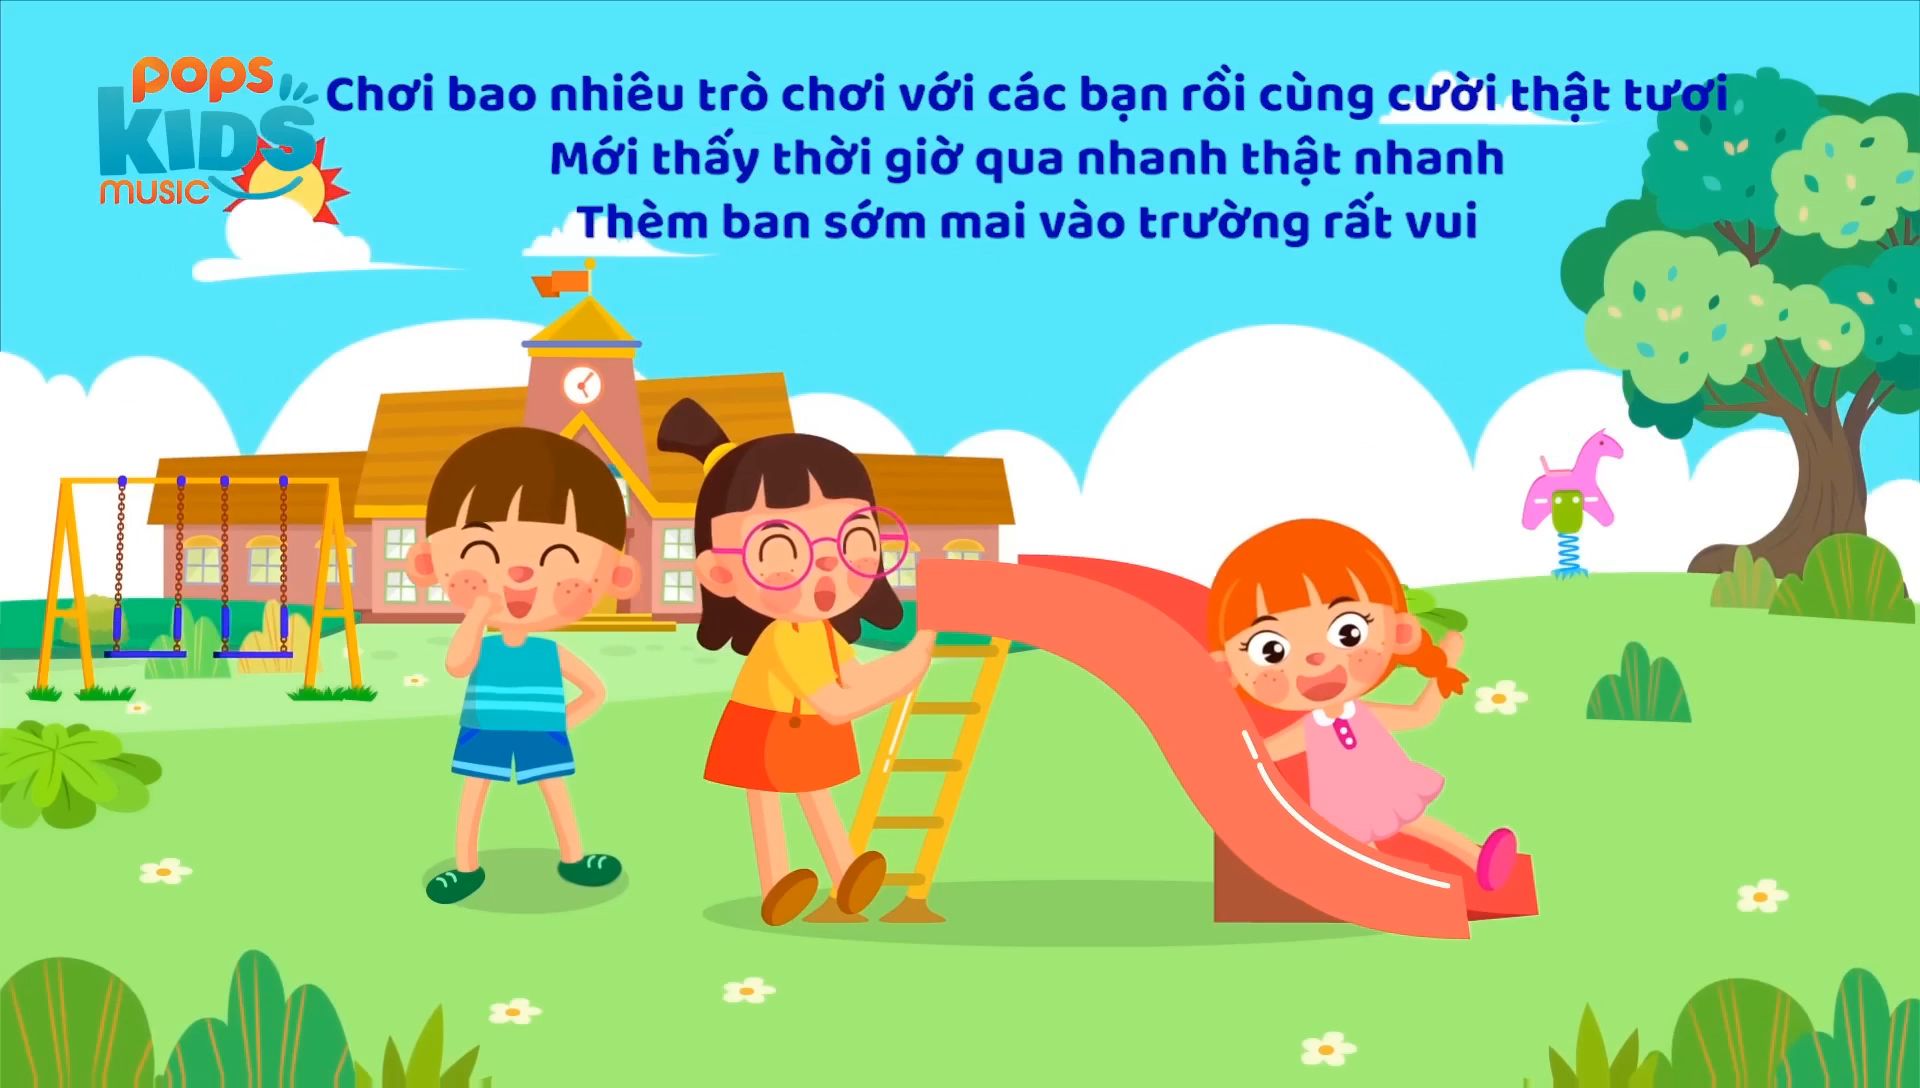 pops
KIDS
MUSIC
Chơi bao nhiêu trò chơi với các bạn rồi cùng cười thật tươi
Mới thấy thời giờ qua nhanh thật nhanh
Thèm ban sớm mai vào trường rất vui